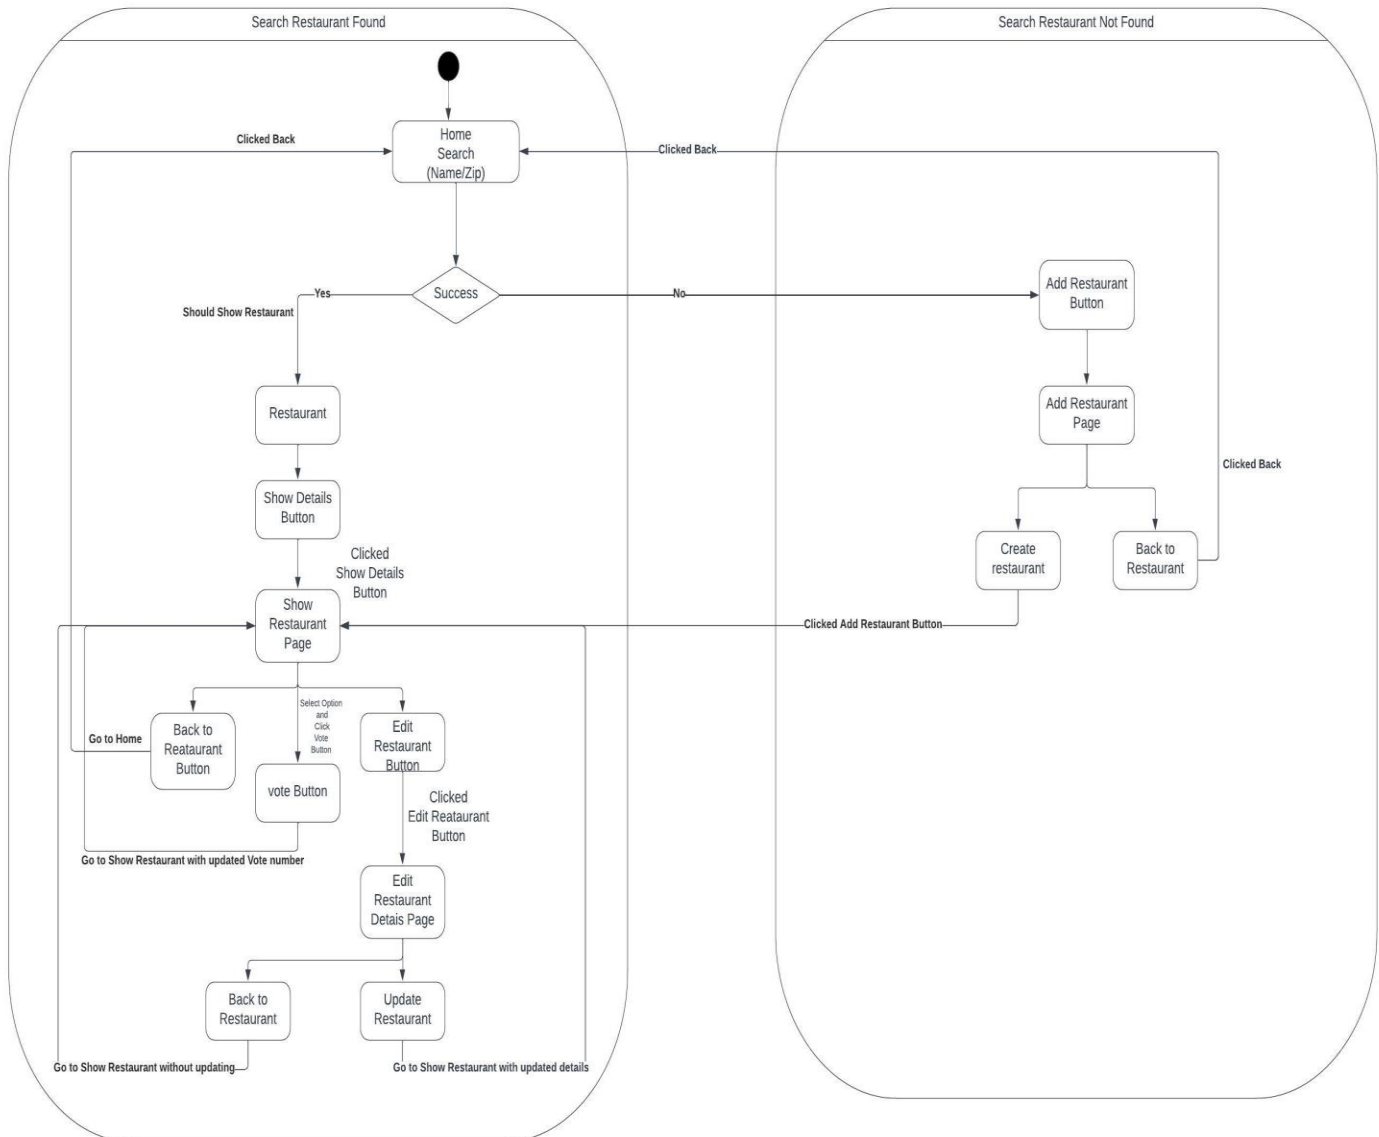 Search Restaurant Found
Search Restaurant Not Found
Home
Search
(Name/Zip)
Clicked Back
Clicked Back
Success
Yes
No
Should Show Restaurant
Add Restaurant
Button
Restaurant
Add Restaurant
Page
Clicked Back
Show Details
Button
Clicked
Show Details
Button
Create
restaurant
Back to
Restaurant
Show
Restaurant
Page
Clicked Add Restaurant Button
Select Option
and
Click
Vote
Button
Back to
Reataurant
Button
Go to Home
Edit
Restaurant
Button
vote Button
Clicked
Edit Reataurant
Button
Go to Show Restaurant with updated Vote number
Edit
Restaurant
Detais Page
Back to
Restaurant
Update
Restaurant
Go to Show Restaurant without updating
Go to Show Restaurant with updated details